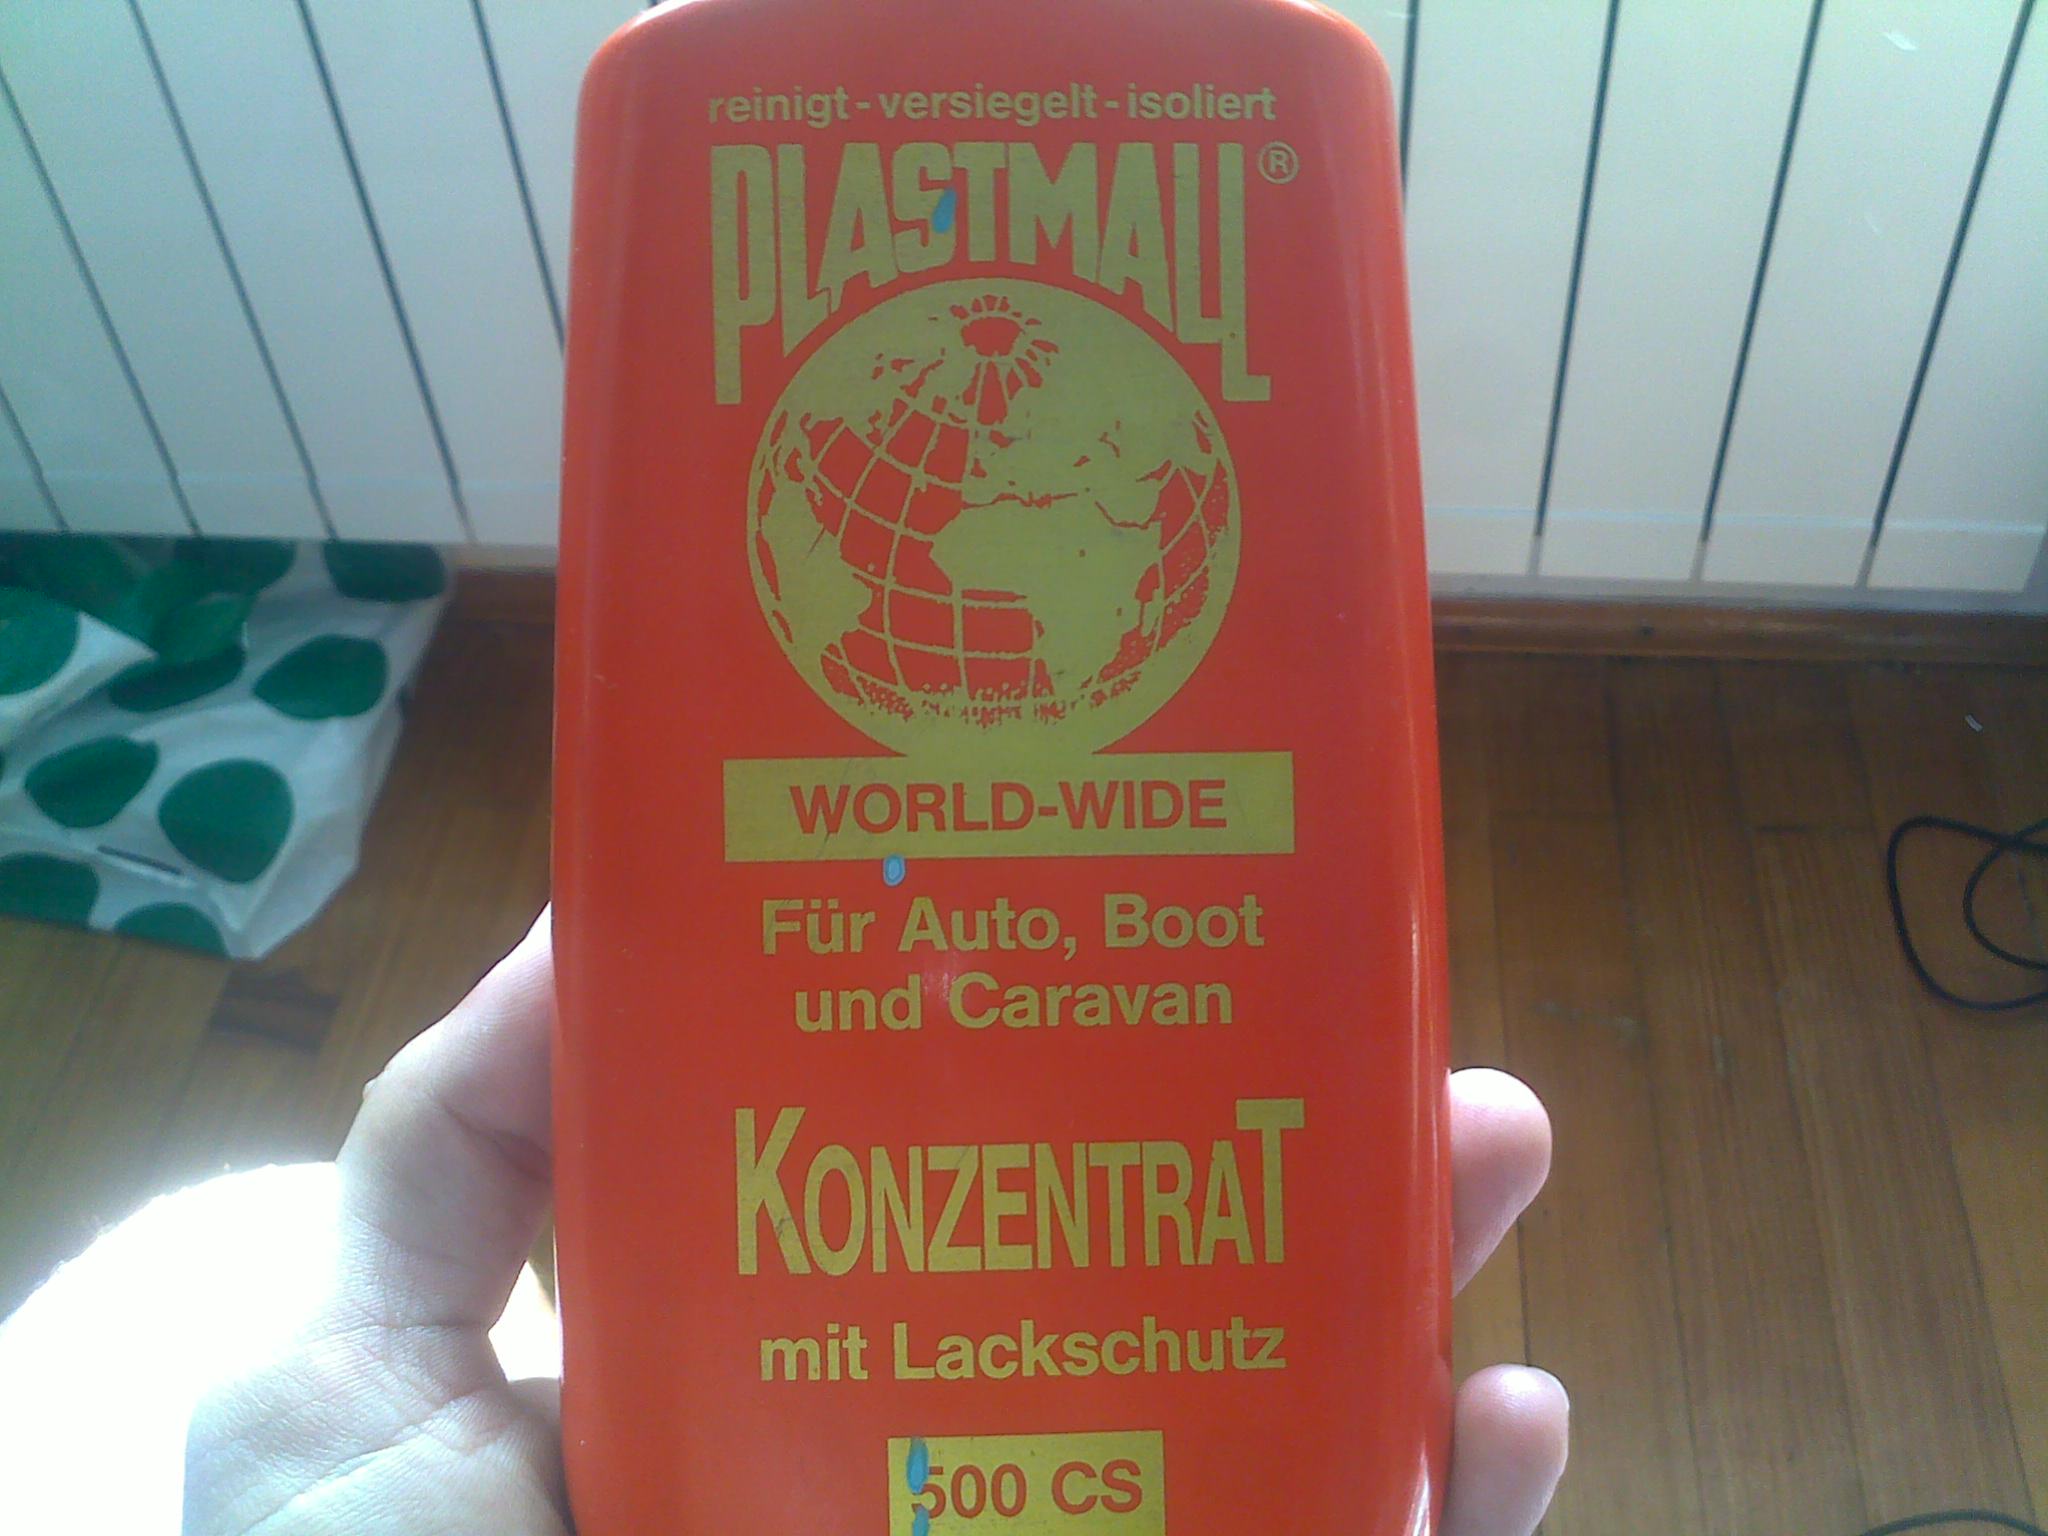 reinigt - versiegelt - isoliert
PLASTMALL®
WORLD-WIDE
Für Auto, Boot
und Caravan
KONZENTRAT
mit Lackschutz
500 CS